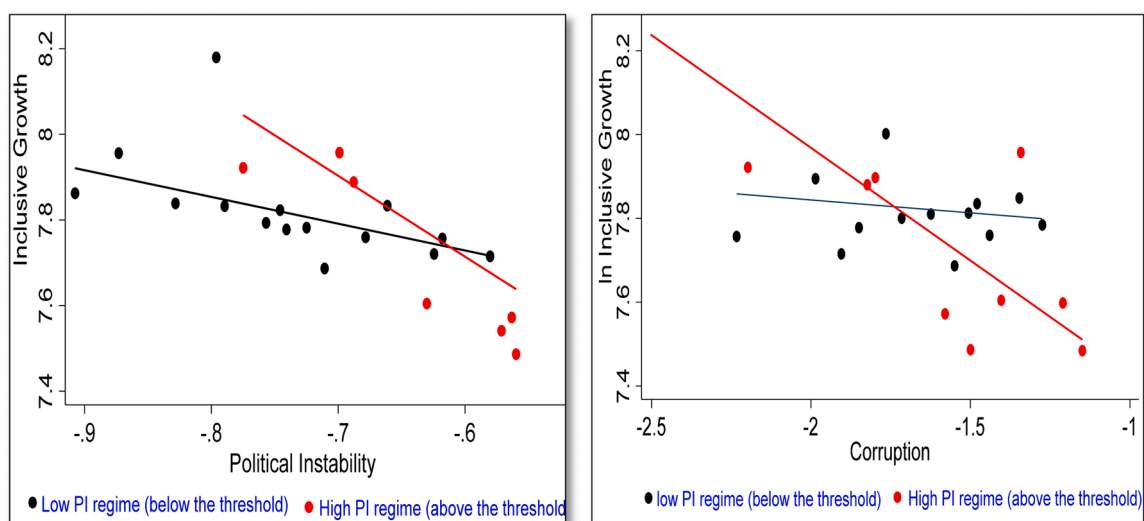 8.2
8
7.8
7.6
7.4
Inclusive Growth
-.9
-.8
-.7
-.6
Political Instability
Low PI regime (below the threshold)
High PI regime (above the threshold
8.2
8
7.8
7.6
7.4
In Inclusive Growth
-2.5
-2
-1.5
-1
Corruption
low PI regime (below the threshold)
High PI regime (above the threshold)